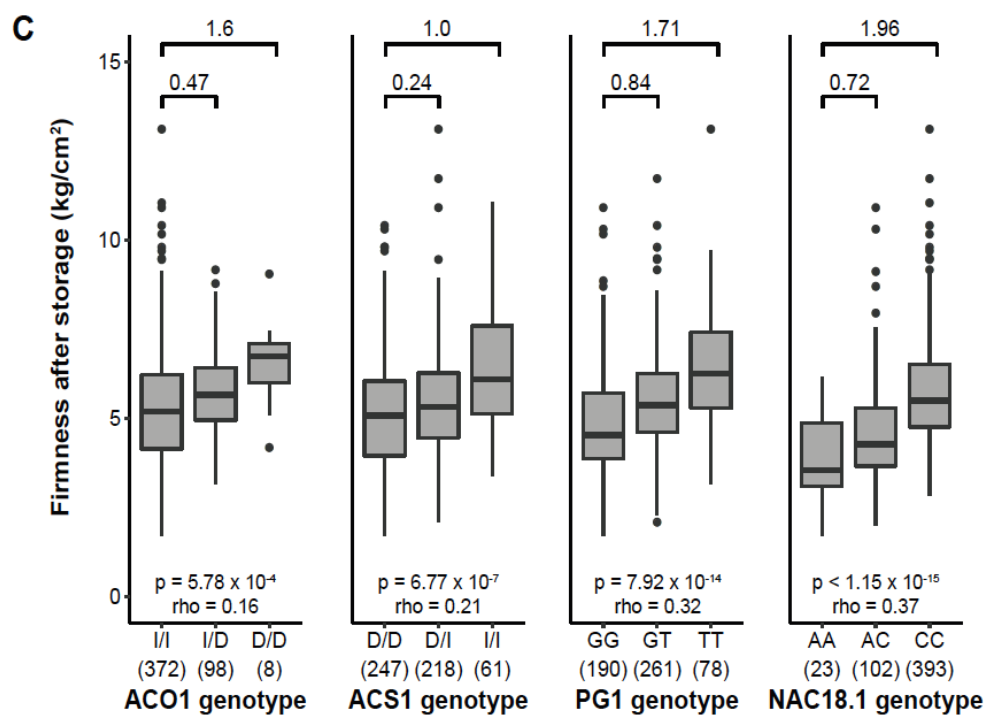 C
Firmness after storage (kg/cm²)
15
10
5
0
1.6
0.47
p = 5.78 x 10⁻⁴
rho = 0.16
I/I I/D D/D
(372) (98) (8)
ACO1 genotype
1.0
0.24
p = 6.77 x 10⁻⁷
rho = 0.21
D/D D/I I/I
(247) (218) (61)
ACS1 genotype
1.71
0.84
p = 7.92 x 10⁻¹⁴
rho = 0.32
GG GT TT
(190) (261) (78)
PG1 genotype
1.96
0.72
p < 1.15 x 10⁻¹⁵
rho = 0.37
AA AC CC
(23) (102) (393)
NAC18.1 genotype